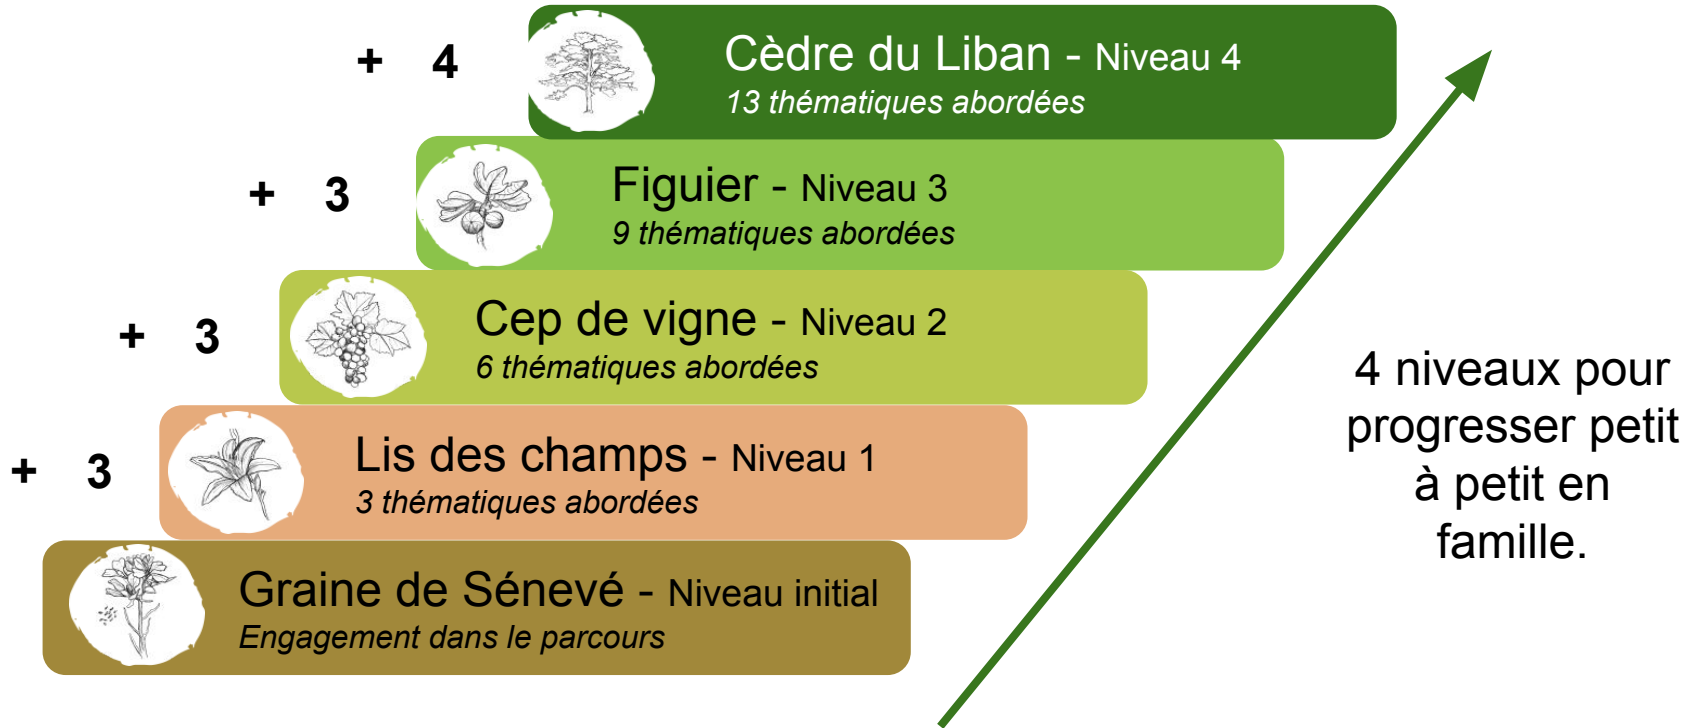 + 4
Cèdre du Liban - Niveau 4
13 thématiques abordées
+ 3
Figuier - Niveau 3
9 thématiques abordées
+ 3
Cep de vigne - Niveau 2
6 thématiques abordées
+ 3
Lis des champs - Niveau 1
3 thématiques abordées
Graine de Sénevé - Niveau initial
Engagement dans le parcours
4 niveaux pour
progresser petit
à petit en
famille.